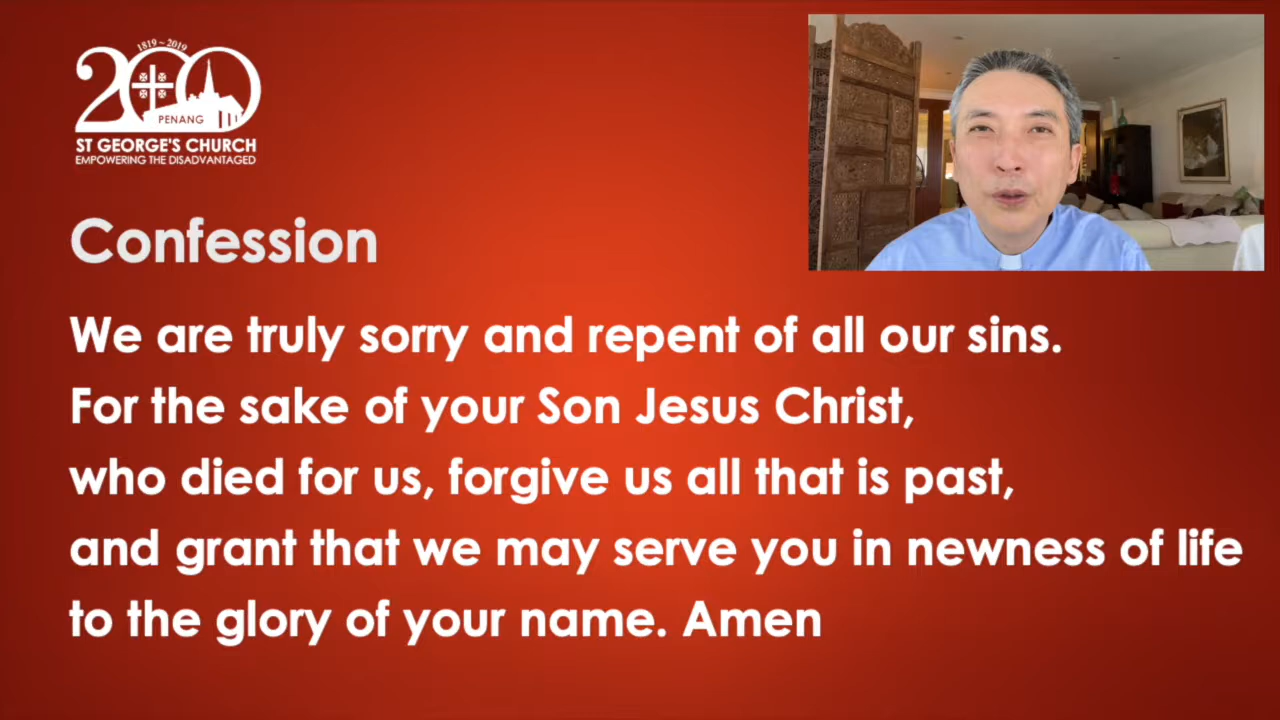 1819 ~ 2019
200
PENANG
ST GEORGE'S CHURCH
EMPOWERING THE DISADVANTAGED
Confession
We are truly sorry and repent of all our sins.
For the sake of your Son Jesus Christ,
who died for us, forgive us all that is past,
and grant that we may serve you in newness of life
to the glory of your name. Amen